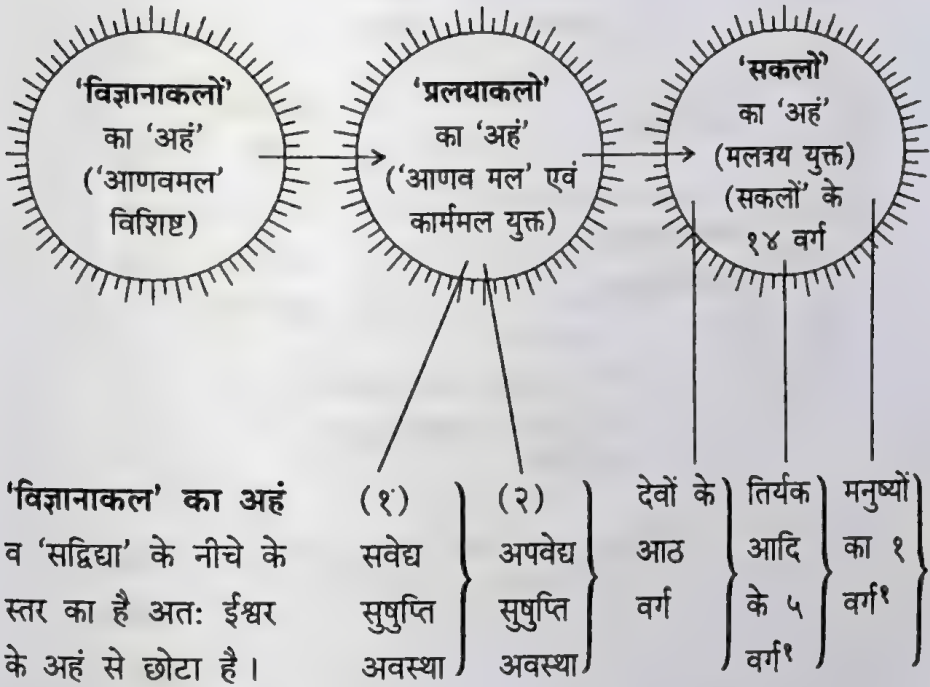 'विज्ञानाकलों'
का 'अहं'
('आणवमल'
विशिष्ट)
'प्रलयाकलो'
का 'अहं'
('आणव मल' एवं
कार्ममल युक्त)
'सकलों'
का 'अहं'
(मलत्रय युक्त)
(सकलों' के
१४ वर्ग
'विज्ञानाकल' का अहं
व 'सद्विद्या' के नीचे के
स्तर का है अत: ईश्वर
के अहं से छोटा है।
(१)
सवेद्य
सुषुप्ति
अवस्था
(२)
अपवेद्य
सुषुप्ति
अवस्था
देवों के
आठ
वर्ग
तिर्यक
आदि
के ५
वर्ग१
मनुष्यों
का १
वर्ग१